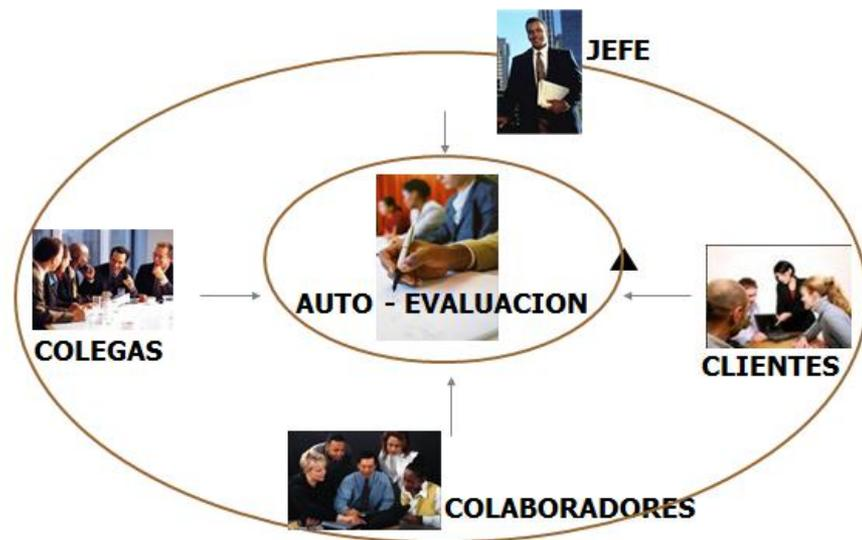 JEFE
AUTO - EVALUACION
COLEGAS
CLIENTES
COLABORADORES